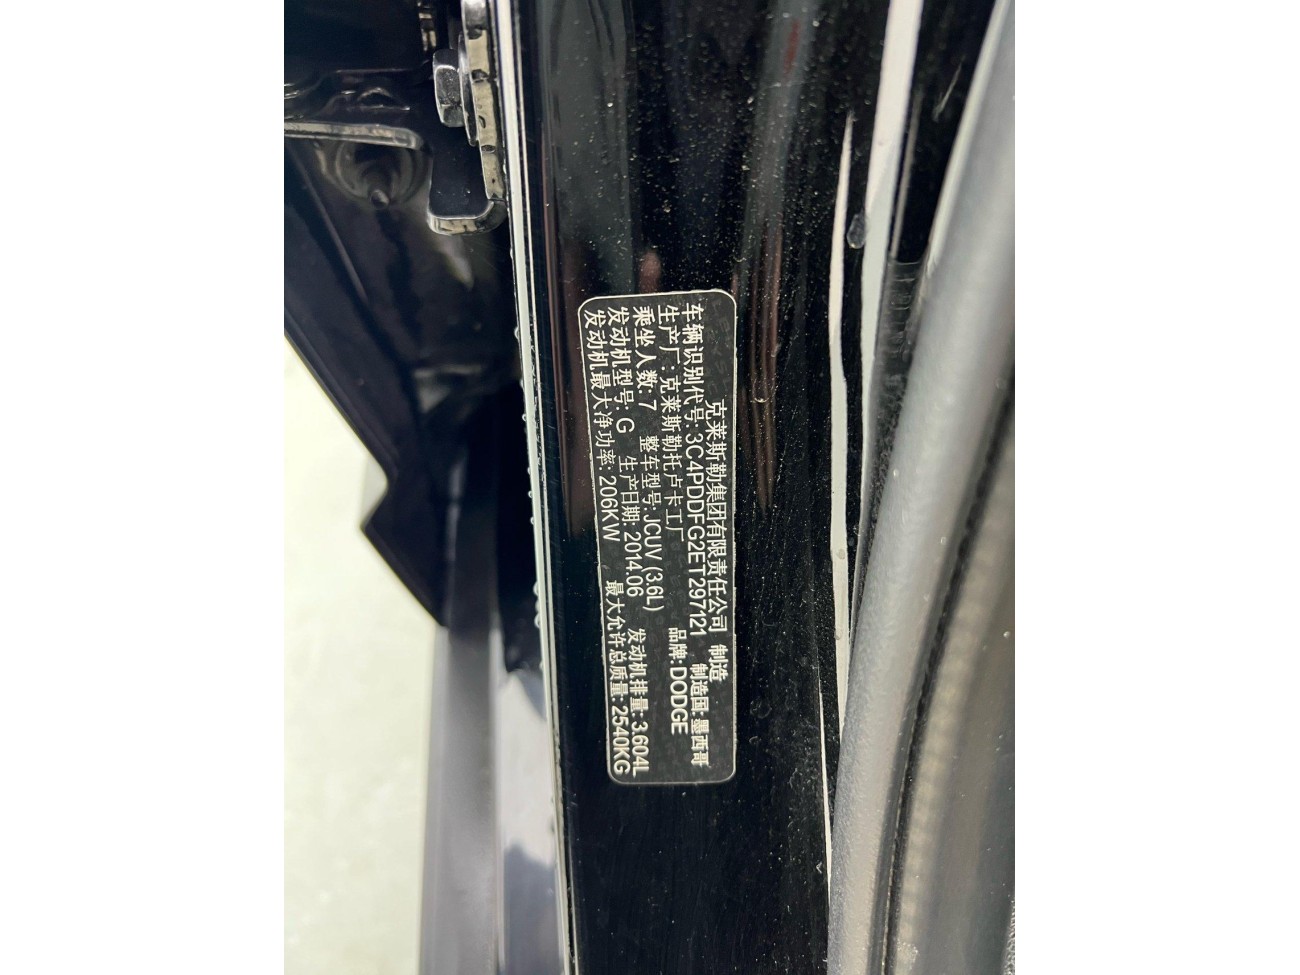 克莱斯勒集团有限责任公司 制造
车辆识别代号: 3C4PDDFG2ET297121 制造国: 墨西哥
生产厂: 克莱斯勒托卢卡工厂 品牌: DODGE
乘坐人数: 7 整车型号: JCUV (3.6L)
发动机型号: G 生产日期: 2014.06 发动机排量: 3.604L
发动机最大净功率: 206KW 最大允许总质量: 2540KG